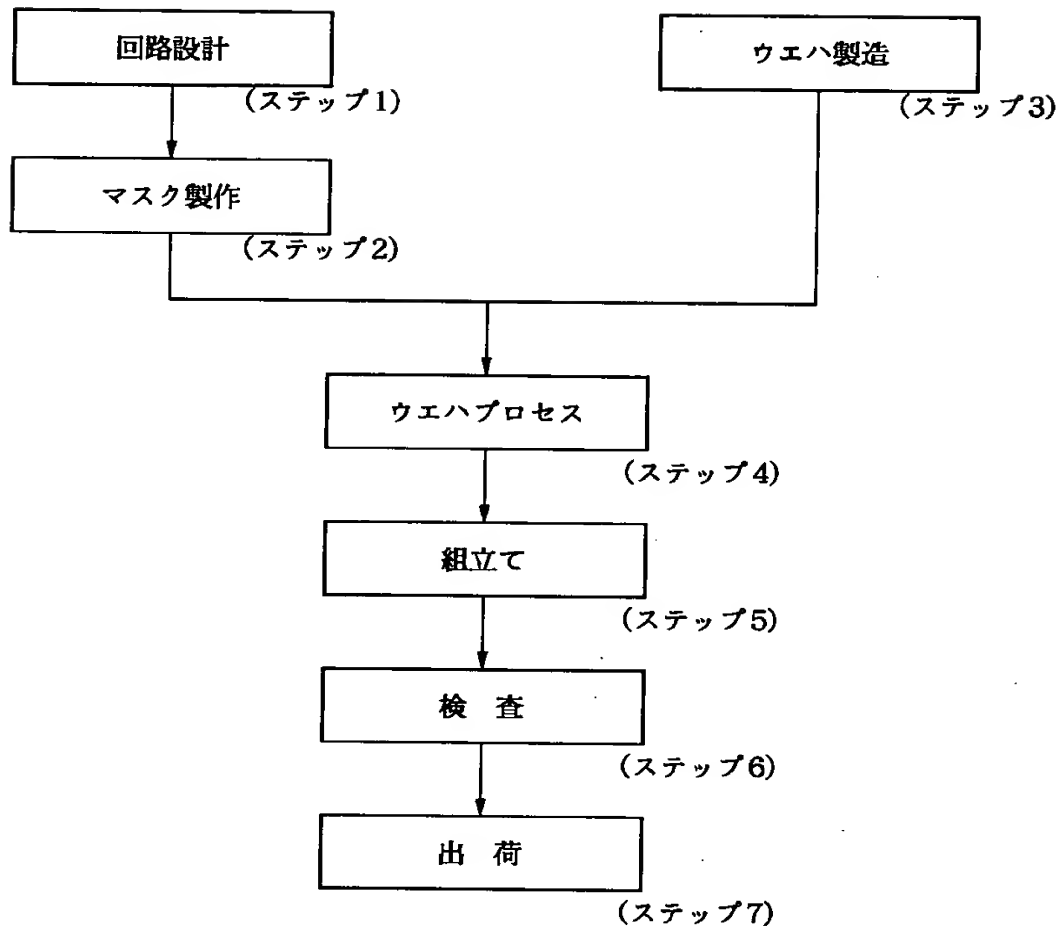 回路設計
(ステップ1)
ウエハ製造
(ステップ3)
マスク製作
(ステップ2)
ウエハプロセス
(ステップ4)
組立て
(ステップ5)
検 査
(ステップ6)
出 荷
(ステップ7)